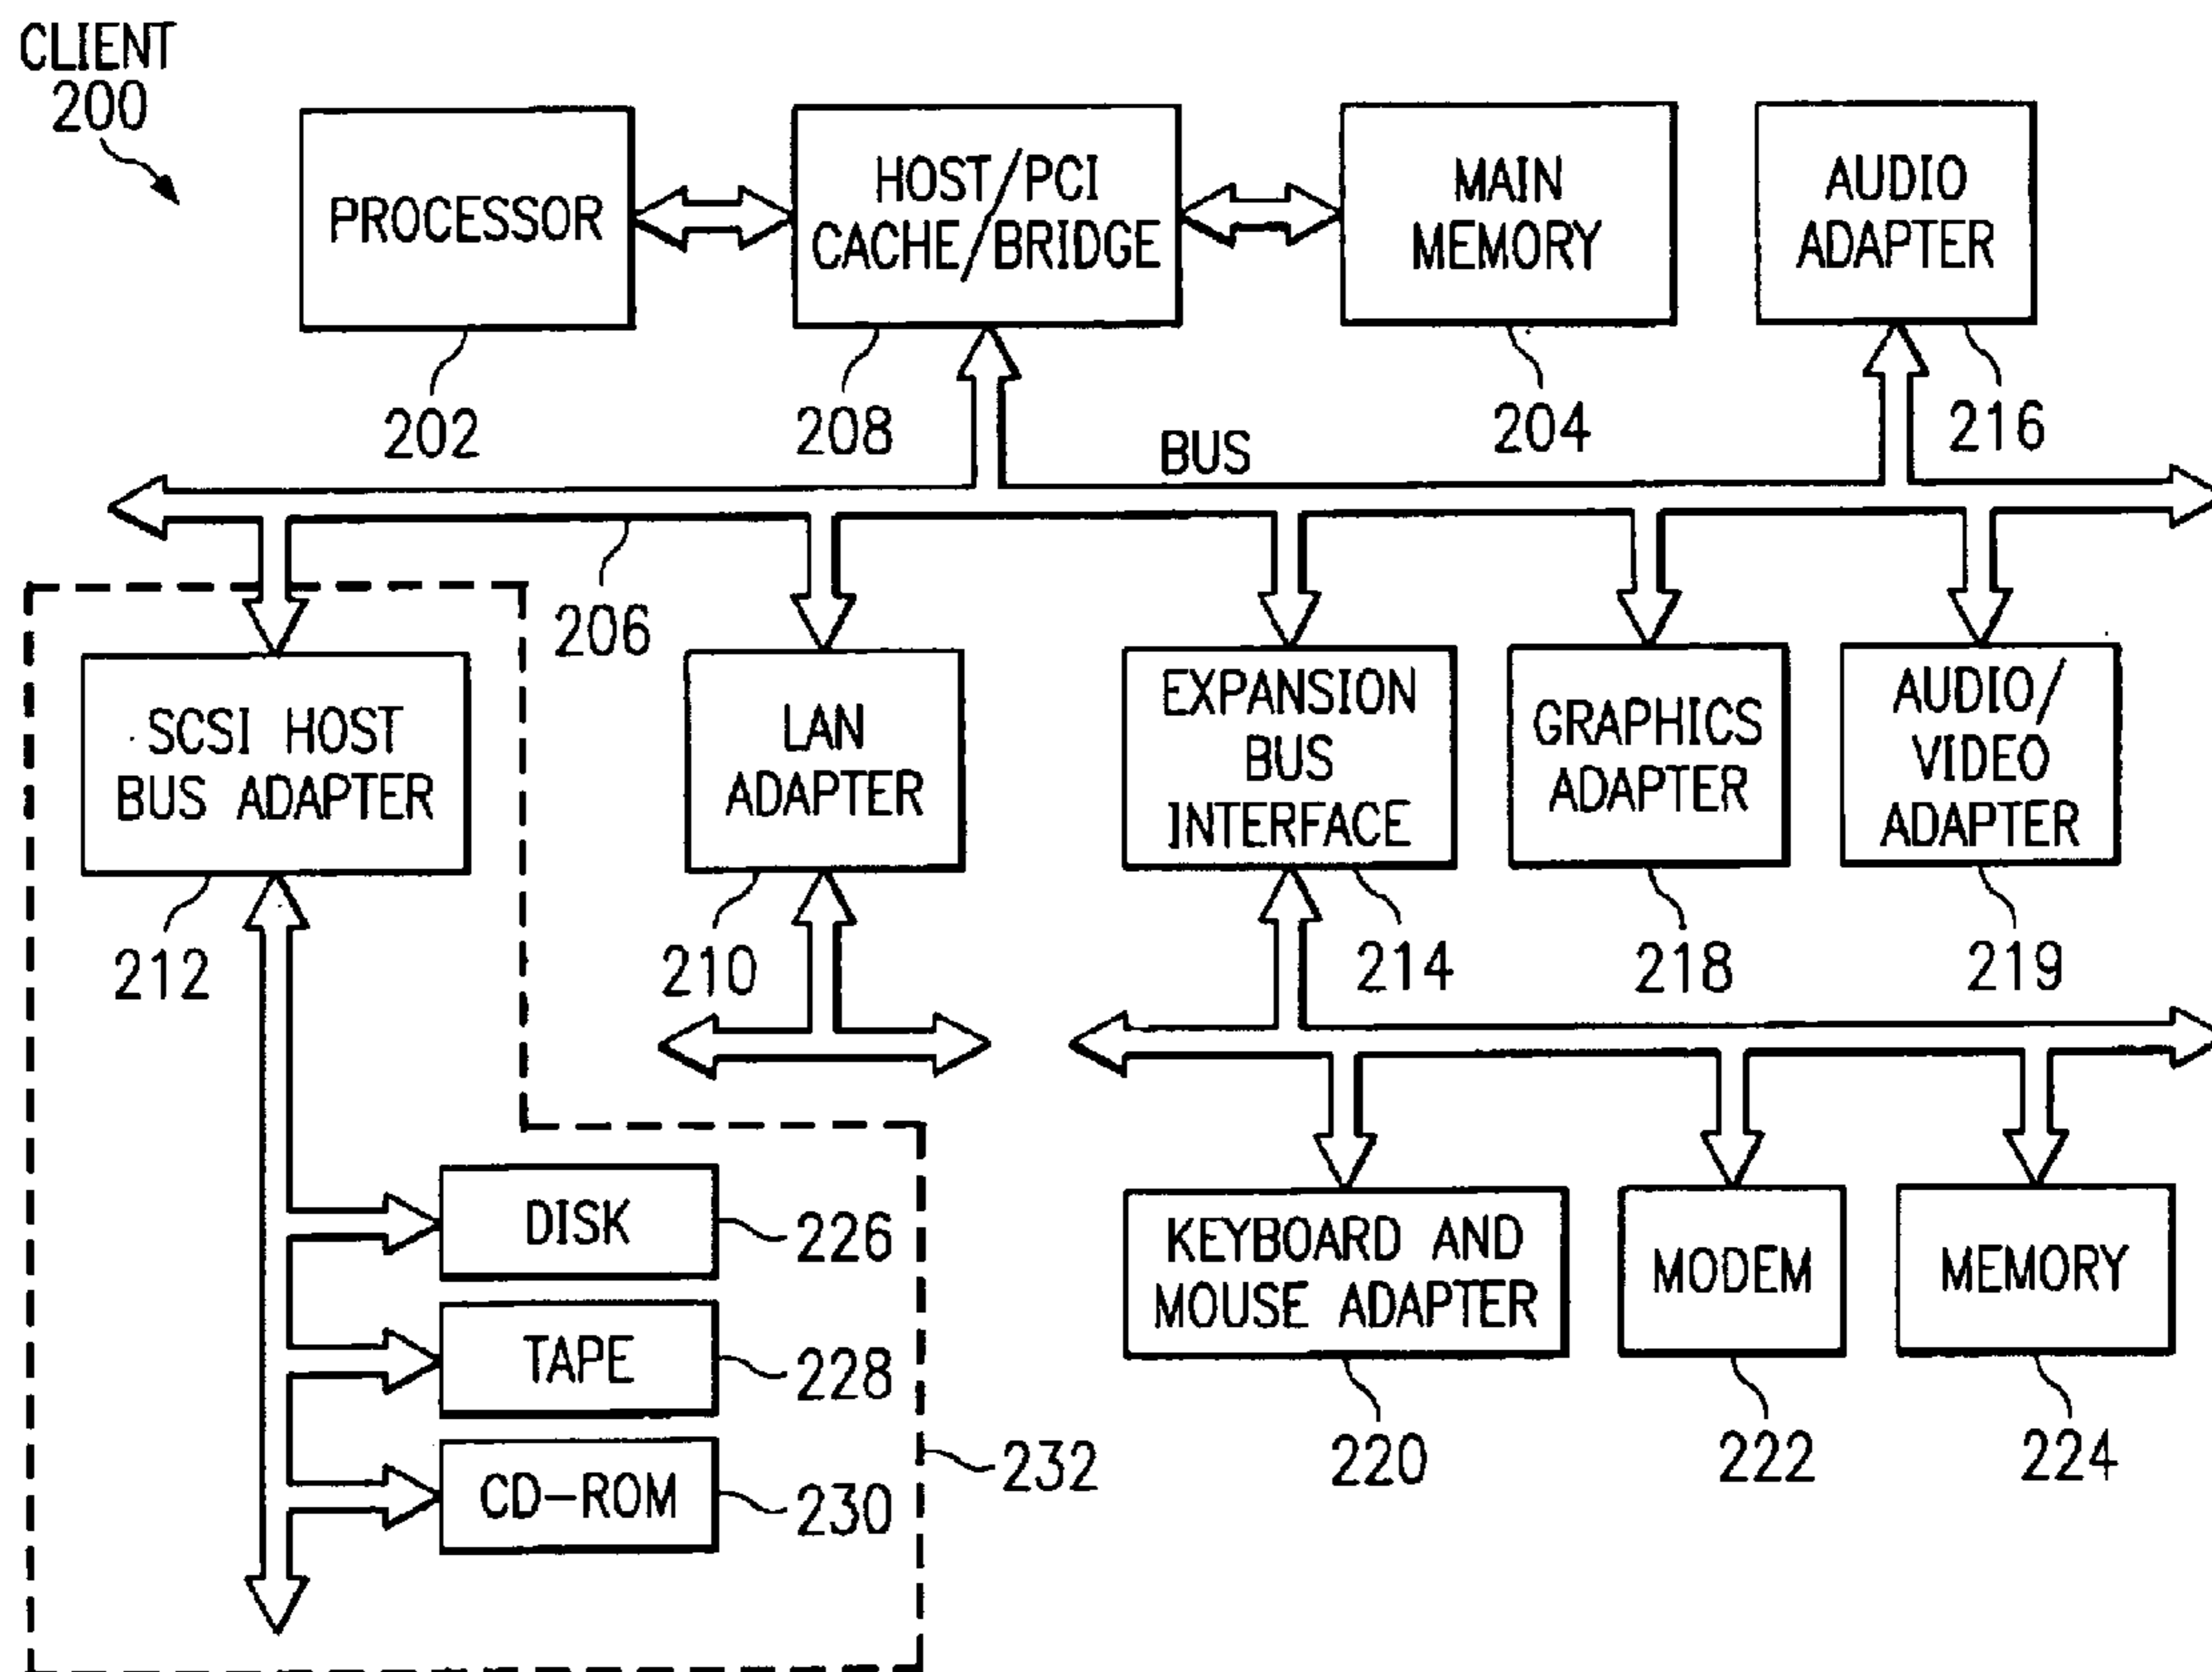 CLIENT
200
PROCESSOR
HOST/PCI
CACHE/BRIDGE
MAIN
MEMORY
AUDIO
ADAPTER
202
208
204
216
BUS
206
SCSI HOST
BUS ADAPTER
LAN
ADAPTER
EXPANSION
BUS
INTERFACE
GRAPHICS
ADAPTER
AUDIO/
VIDEO
ADAPTER
212
210
214
218
219
DISK
226
TAPE
228
CD-ROM
230
232
KEYBOARD AND
MOUSE ADAPTER
MODEM
MEMORY
220
222
224